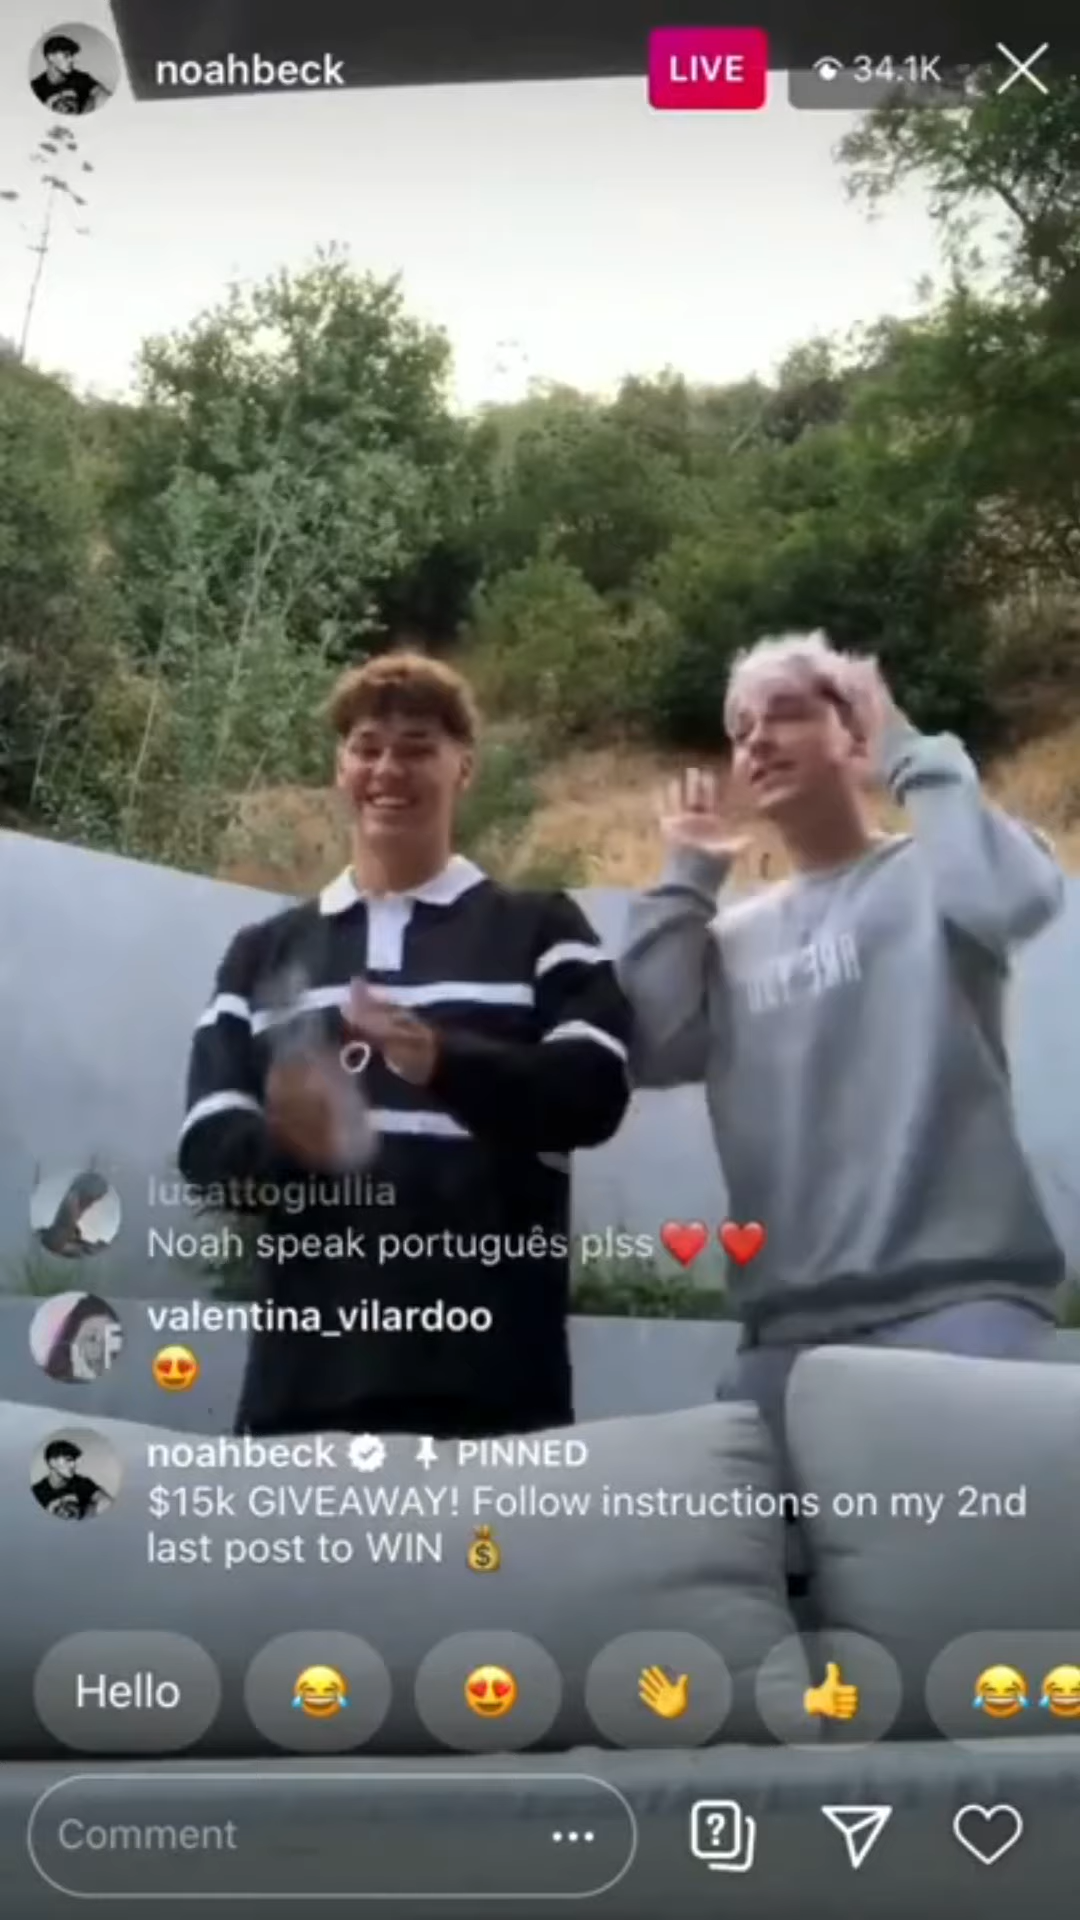 noahbeck
LIVE
34.1K
lucattogiullia
Noah speak português plss❤️❤️
valentina_vilardoo
😍
noahbeck PINNED
$15k GIVEAWAY! Follow instructions on my 2nd
last post to WIN 💰
Hello
😂
😍
👋
👍
😂😂
Comment